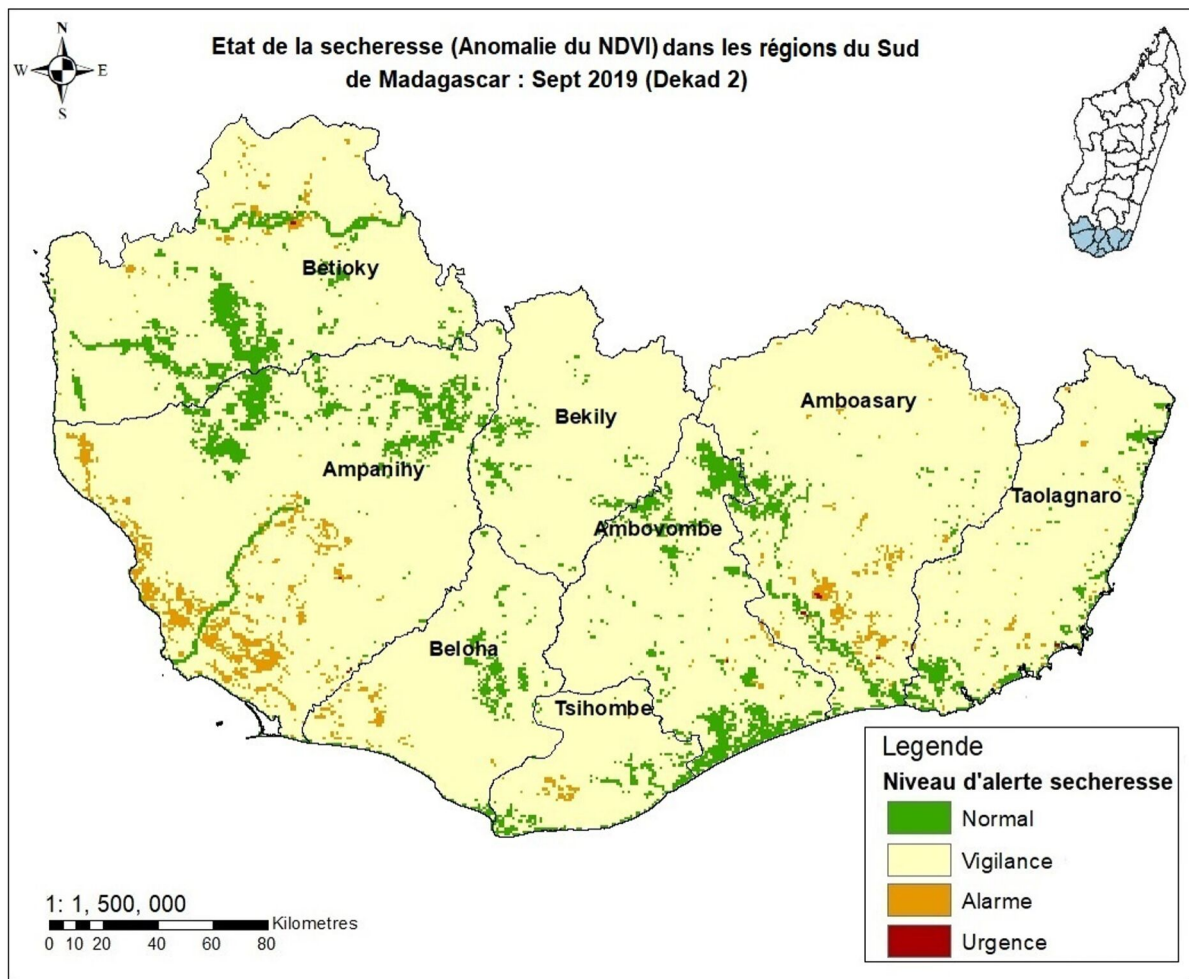 Etat de la secheresse (Anomalie du NDVI) dans les régions du Sud
de Madagascar : Sept 2019 (Dekad 2)
N
W
E
S
Betioky
Bekily
Amboasary
Ampanihy
Taolagnaro
Ambovombe
Beloha
Tsihombe
Legende
Niveau d'alerte secheresse
Normal
Vigilance
Alarme
Urgence
1: 1, 500, 000
Kilometres
0 10 20 40 60 80